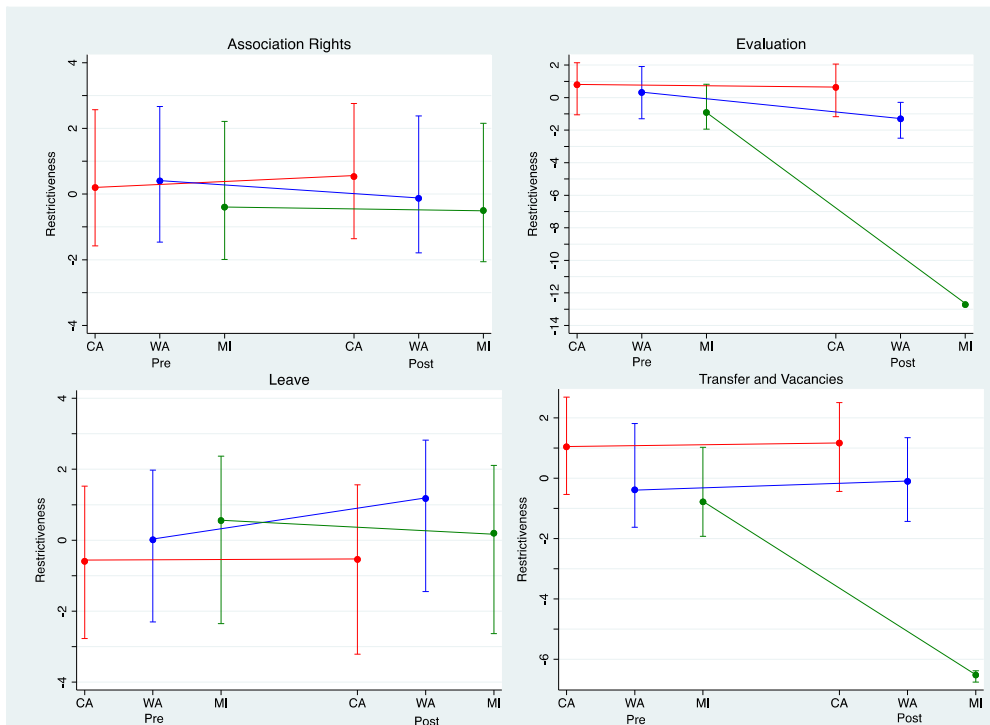 Association Rights
Restrictiveness
4
2
0
-2
-4
CA WA MI CA WA MI
Pre Post
Evaluation
Restrictiveness
2
0
-2
-4
-6
-8
-10
-12
-14
CA WA MI CA WA MI
Pre Post
Leave
Restrictiveness
4
2
0
-2
-4
CA WA MI CA WA MI
Pre Post
Transfer and Vacancies
Restrictiveness
2
0
-2
-4
-6
CA WA MI CA WA MI
Pre Post